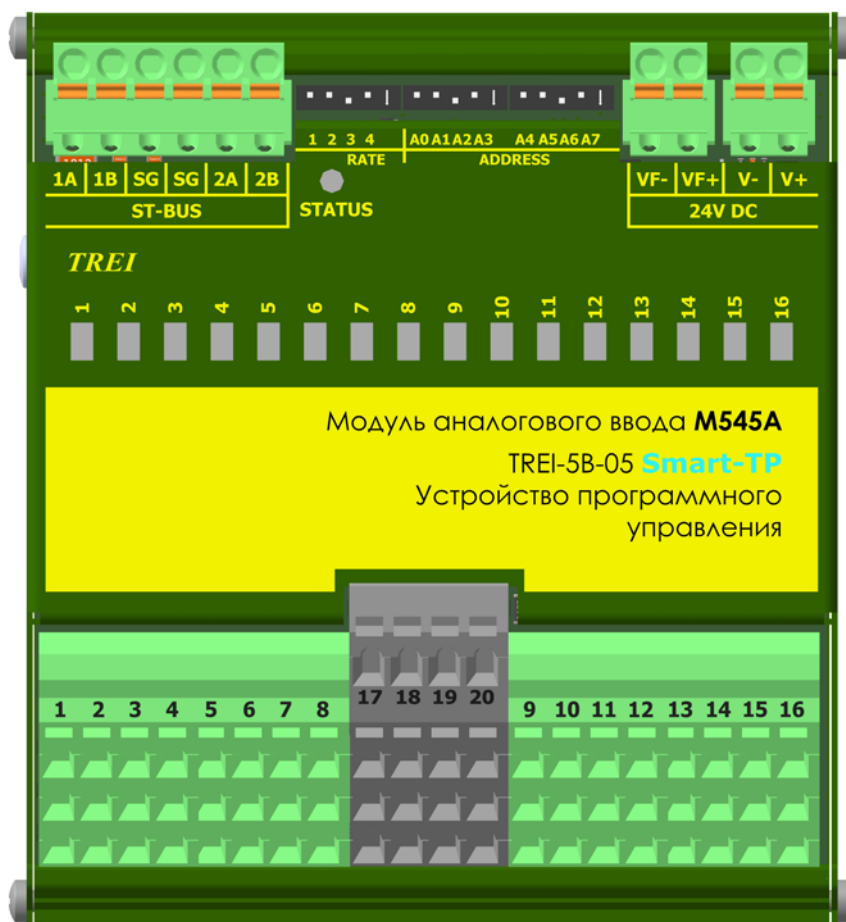 1A 1B SG SG 2A 2B
ST-BUS
1 2 3 4
RATE
A0 A1 A2 A3 A4 A5 A6 A7
ADDRESS
STATUS
VF- VF+ V- V+
24V DC
TREI
1 2 3 4 5 6 7 8 9 10 11 12 13 14 15 16
Модуль аналогового ввода M545A
TREI-5B-05 Smart-TP
Устройство программного
управления
1 2 3 4 5 6 7 8 17 18 19 20 9 10 11 12 13 14 15 16